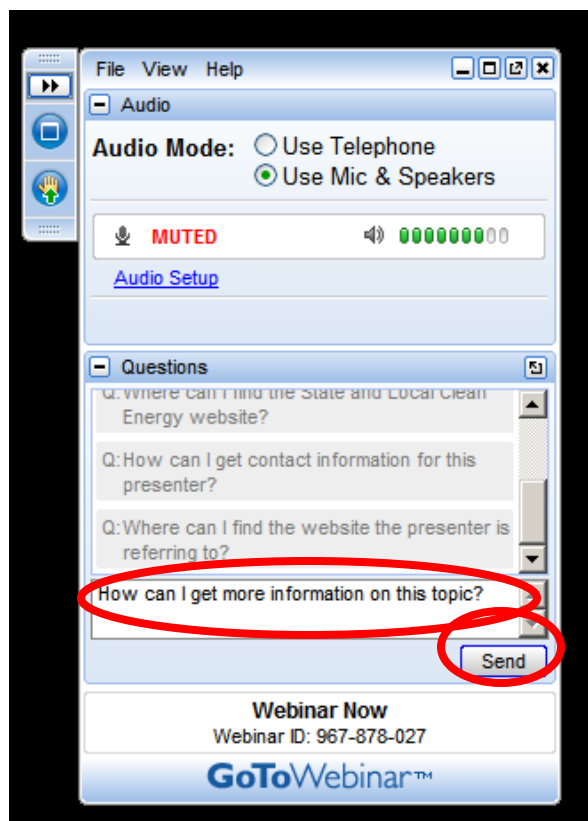 File View Help
Audio
Audio Mode: Use Telephone
Use Mic & Speakers
MUTED
Audio Setup
Questions
Q: Where can I find the State and Local Clean
Energy website?
Q: How can I get contact information for this
presenter?
Q: Where can I find the website the presenter is
referring to?
How can I get more information on this topic?
Send
Webinar Now
Webinar ID: 967-878-027
GoToWebinar™